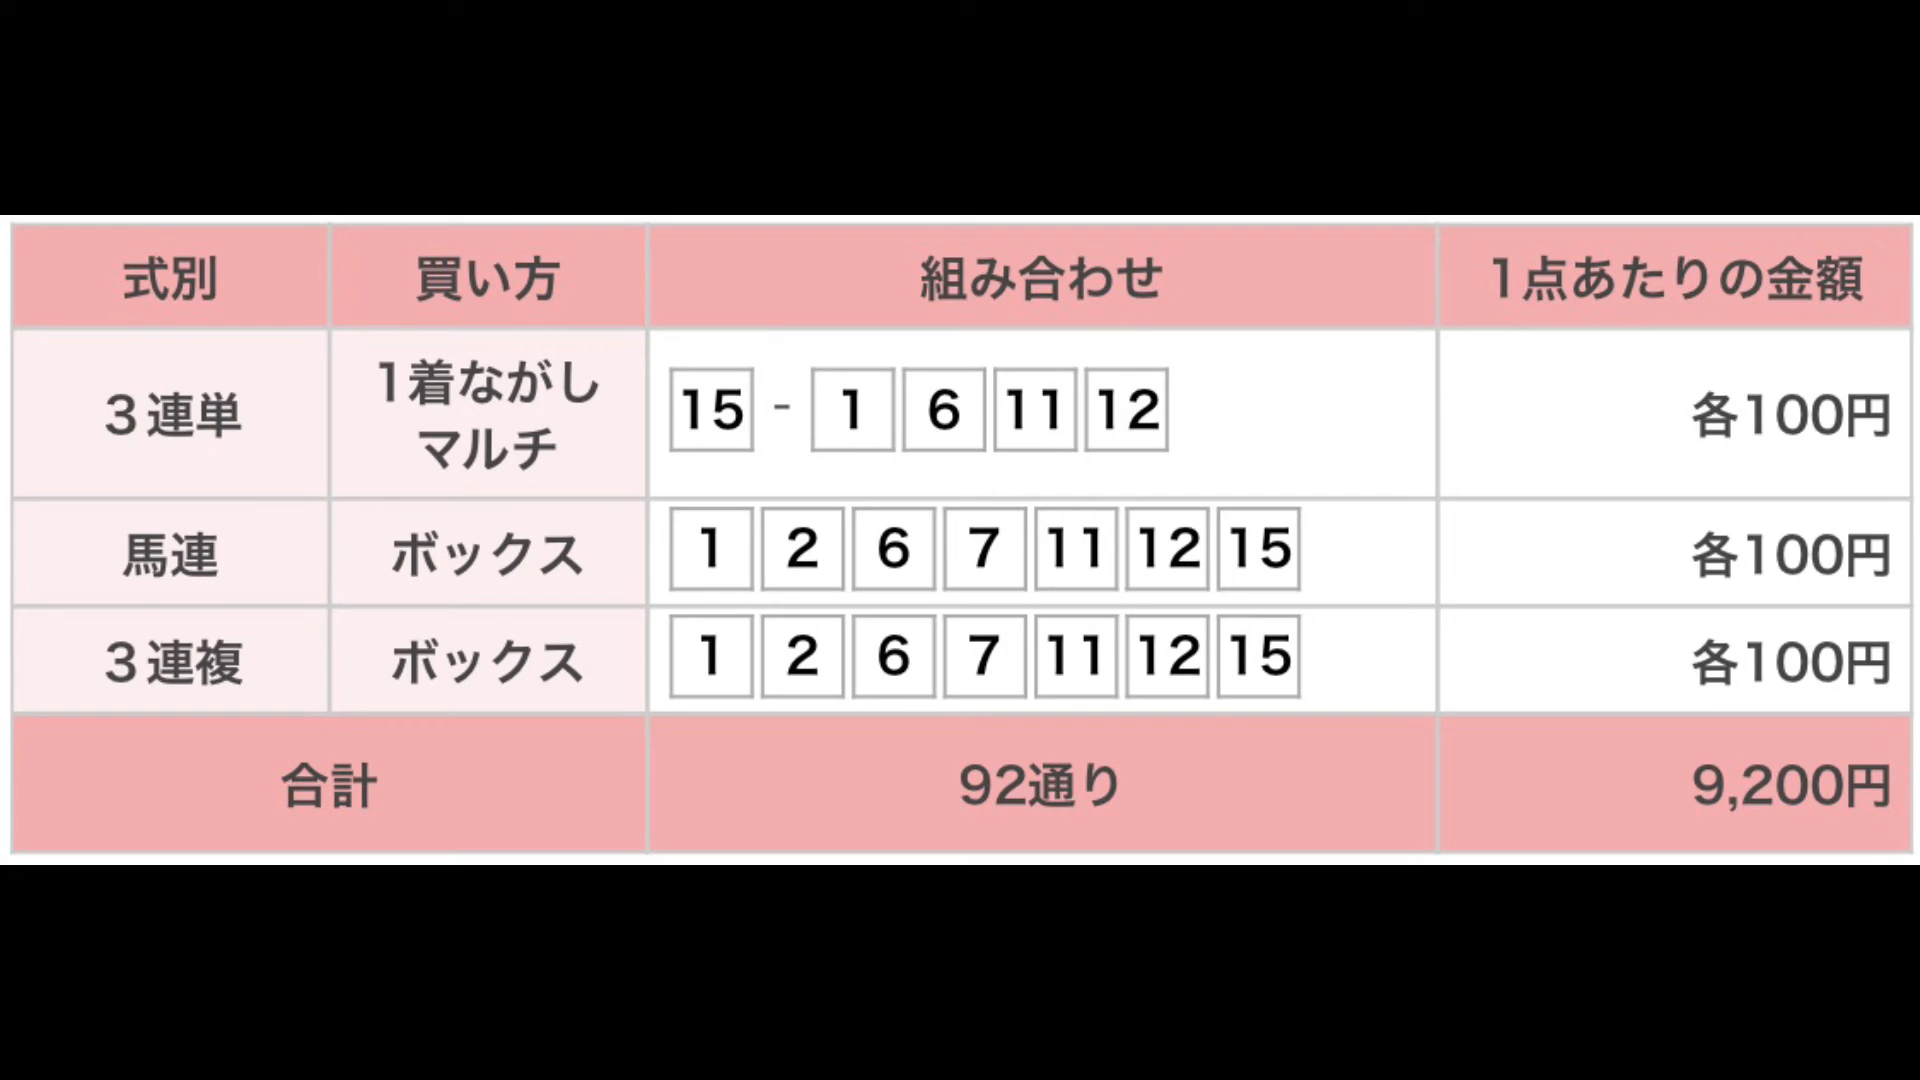 式別 買い方 組み合わせ 1点あたりの金額
３連単 1着ながし マルチ 15 - 1 6 11 12 各100円
馬連 ボックス 1 2 6 7 11 12 15 各100円
３連複 ボックス 1 2 6 7 11 12 15 各100円
合計 92通り 9,200円